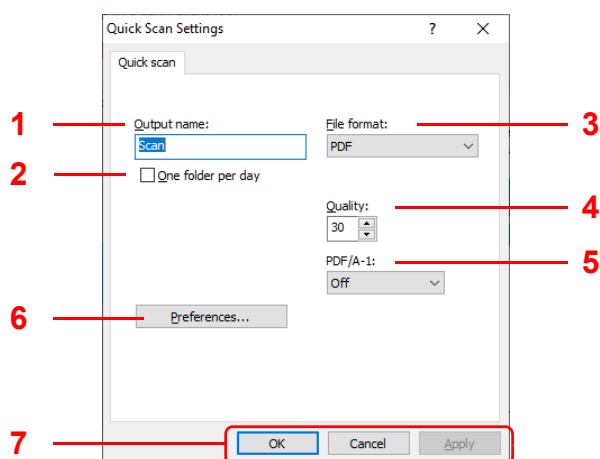 Quick Scan Settings ? ✕
Quick scan
1 Output name: File format: 3
Scan PDF
2 One folder per day
Quality: 4
30
PDF/A-1: 5
Off
6 Preferences...
7 OK Cancel Apply